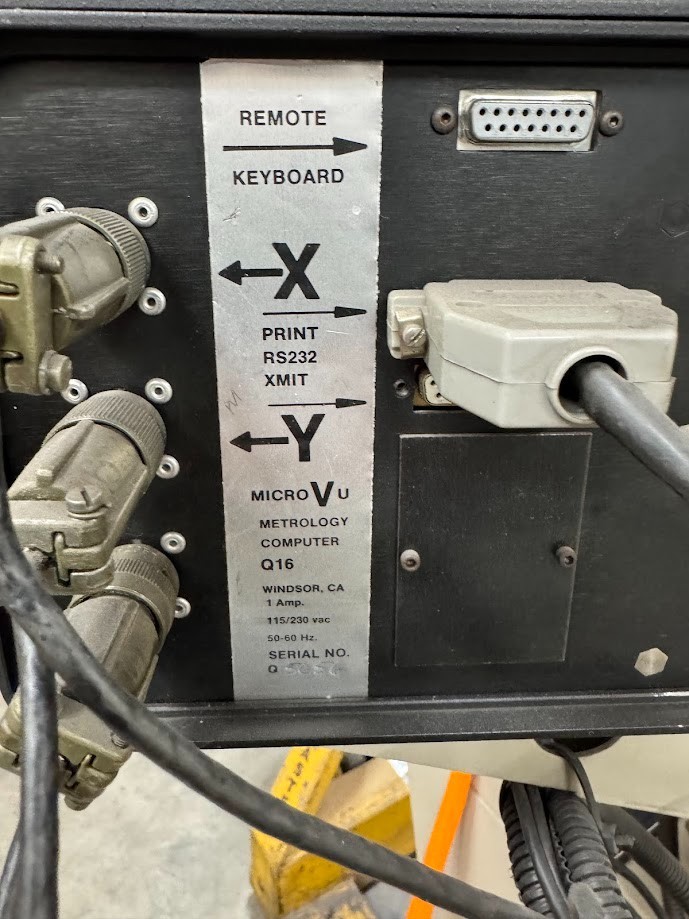 REMOTE
KEYBOARD
X
PRINT
RS232
XMIT
Y
MICROVU
METROLOGY
COMPUTER
Q16
WINDSOR, CA
1 Amp.
115/230 vac
50-60 Hz.
SERIAL NO.
Q